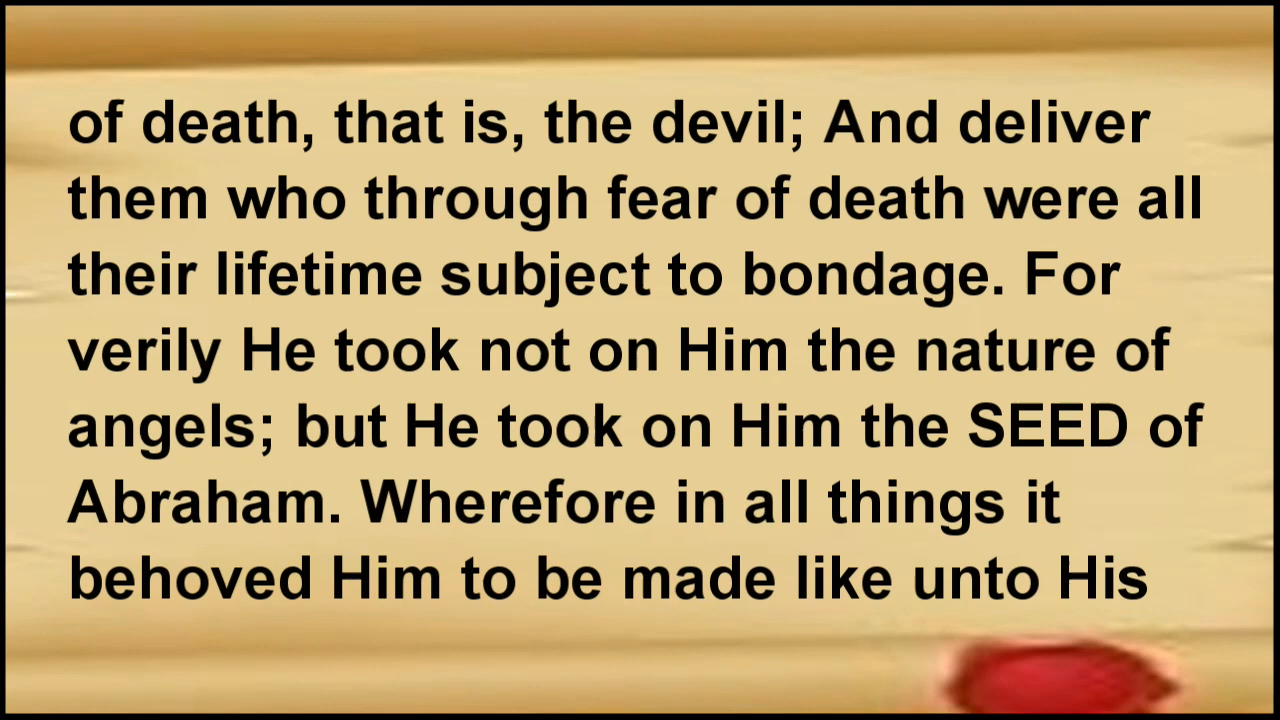 of death, that is, the devil; And deliver
them who through fear of death were all
their lifetime subject to bondage. For
verily He took not on Him the nature of
angels; but He took on Him the SEED of
Abraham. Wherefore in all things it
behoved Him to be made like unto His